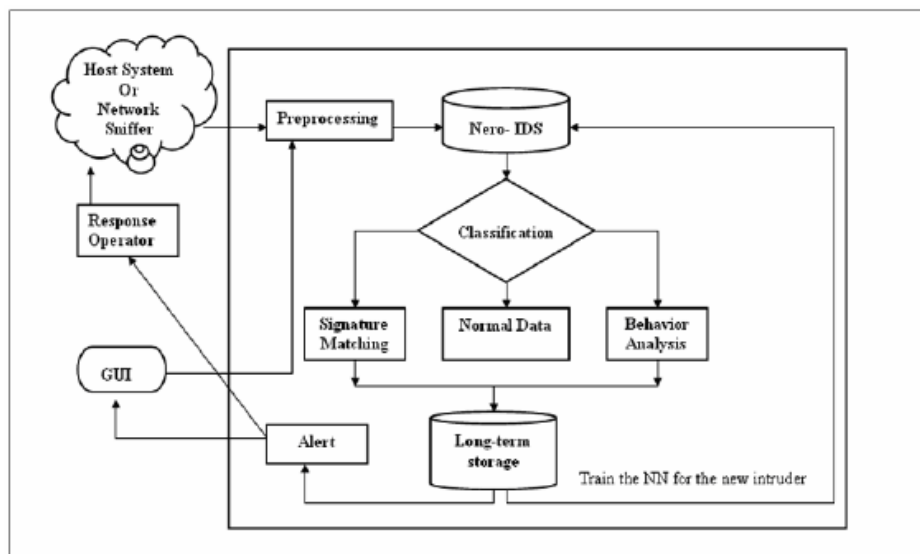 Host System
Or
Network
Sniffer
Preprocessing
Nero- IDS
Response
Operator
Classification
Signature
Matching
Normal Data
Behavior
Analysis
GUI
Alert
Long-term
storage
Train the NN for the new intruder